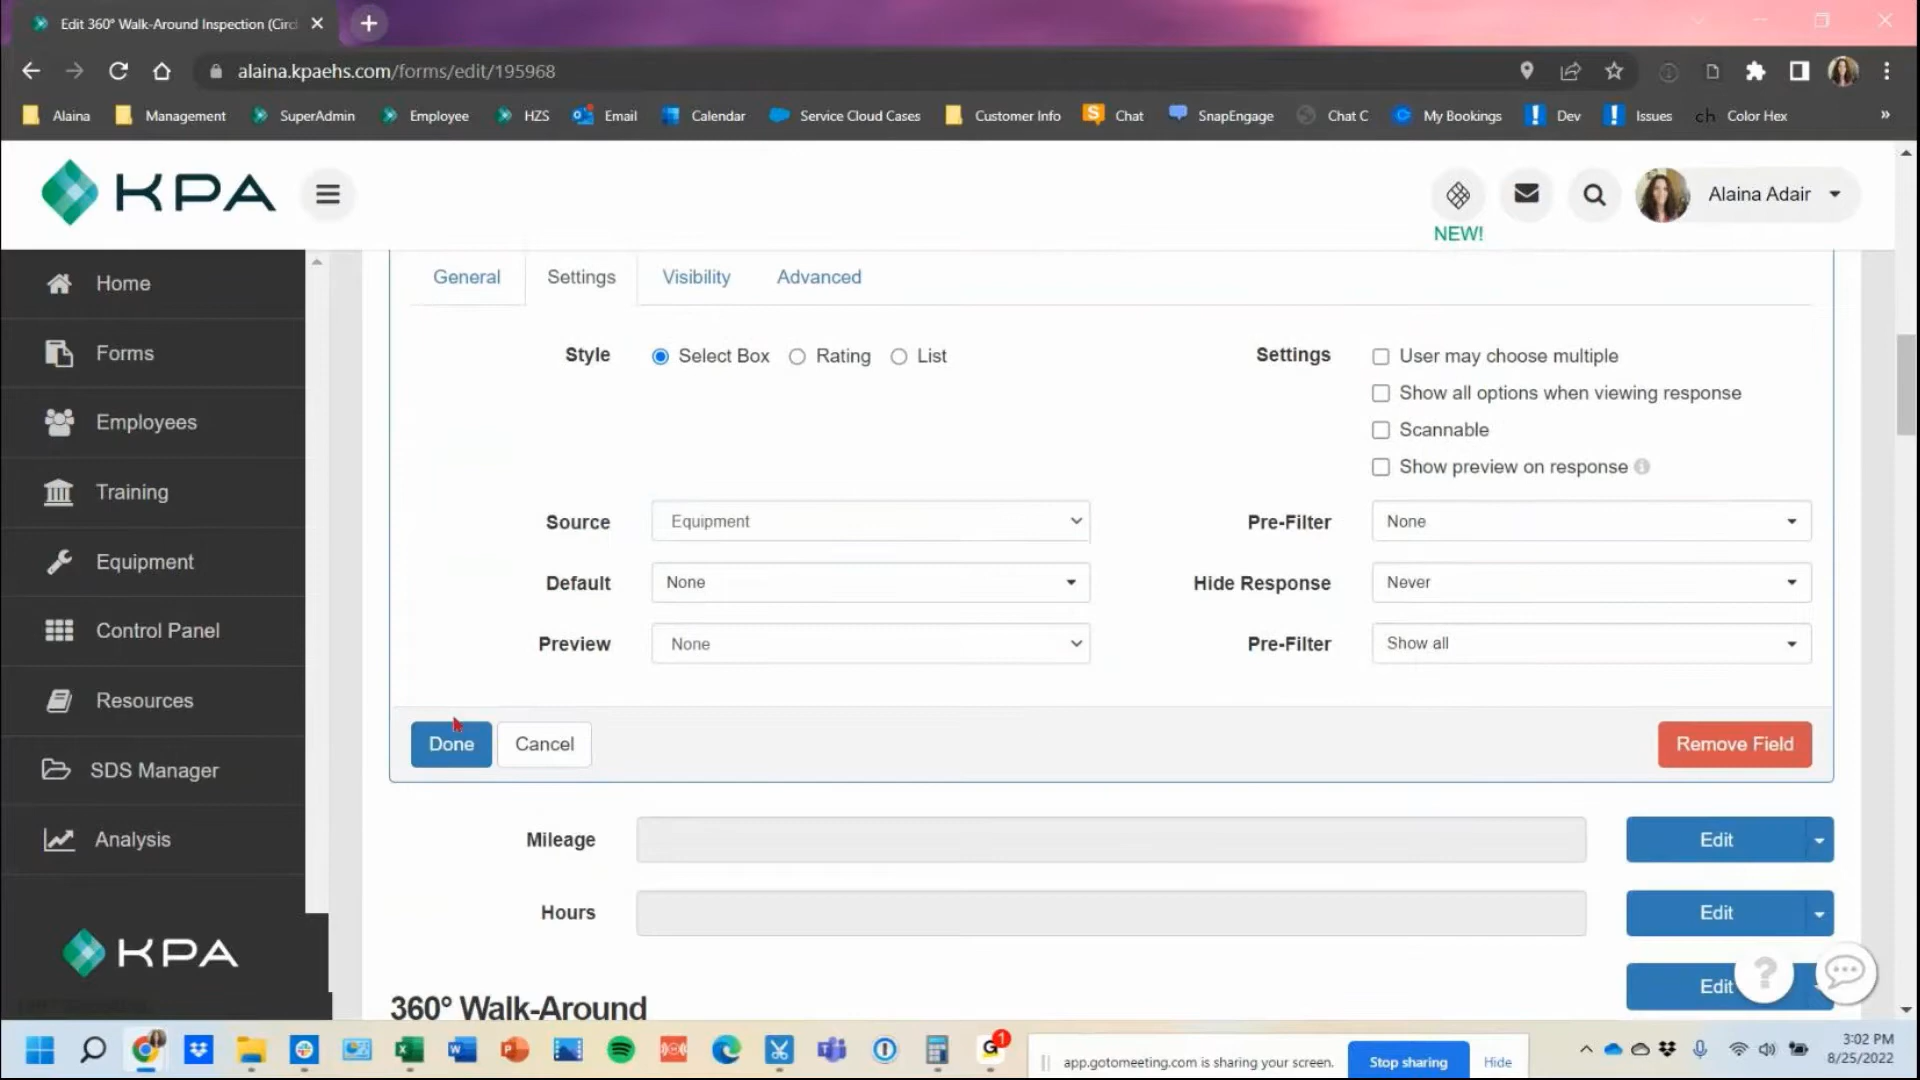 Edit 360° Walk-Around Inspection (Circ
alaina.kpaehs.com/forms/edit/195968
Alaina Management SuperAdmin Employee HZS Email Calendar Service Cloud Cases Customer Info Chat SnapEngage Chat C My Bookings Dev Issues ch Color Hex »
KPA
Alaina Adair
NEW!
Home
Forms
Employees
Training
Equipment
Control Panel
Resources
SDS Manager
Analysis
KPA
General Settings Visibility Advanced
Style Select Box Rating List
Settings User may choose multiple
Show all options when viewing response
Scannable
Show preview on response
Source Equipment Pre-Filter None
Default None Hide Response Never
Preview None Pre-Filter Show all
Done Cancel Remove Field
Mileage Edit
Hours Edit
Edit
360° Walk-Around
app.gotomeeting.com is sharing your screen. Stop sharing Hide
1
3:02 PM
8/25/2022